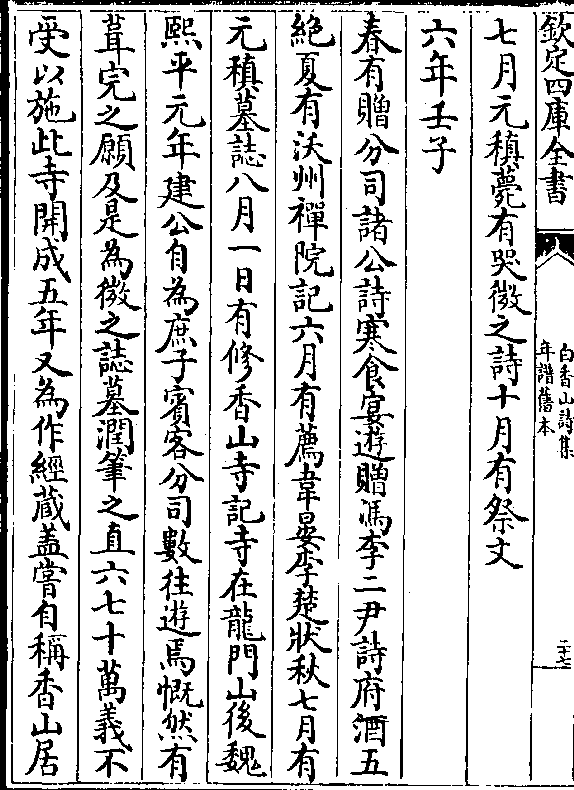 欽定四庫全書
白香山詩集
年譜舊本
二十七
七月元稹薨有哭微之詩十月有祭文
六年壬子
春有贈分司諸公詩寒食宴遊贈馮李二尹詩府酒五
絶夏有沃州禪院記六月有薦韋晏李楚狀秋七月有
元稹墓誌八月一日有修香山寺記寺在龍門山後魏
熙平元年建公自為庶子賓客分司數往遊焉慨然有
葺完之願及是為微之誌墓潤筆之直六七十萬義不
受以施此寺開成五年又為作經藏盖嘗自稱香山居